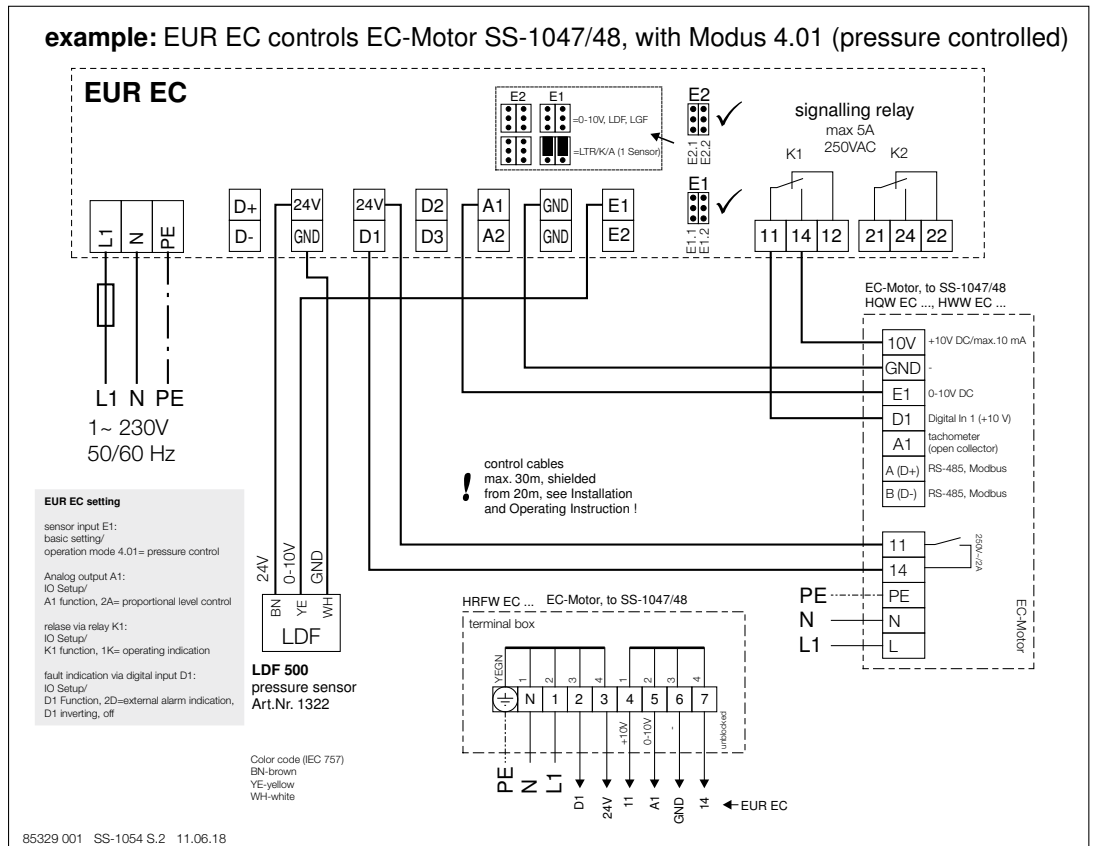 example: EUR EC controls EC-Motor SS-1047/48, with Modus 4.01 (pressure controlled)
EUR EC
E2 E1
=0-10V, LDF, LGF
=LTR/K/A (1 Sensor)
E2
E2.1
E2.2
E1
E1.1
E1.2
signalling relay
max 5A
250VAC
K1 K2
L1 N PE
D+ 24V 24V D2 A1 GND E1
D- GND D1 D3 A2 GND E2
11 14 12 21 24 22
L1 N PE
1~ 230V
50/60 Hz
EC-Motor, to SS-1047/48
HQW EC ..., HWW EC ...
10V +10V DC/max.10 mA
GND -
E1 0-10V DC
D1 Digital In 1 (+10 V)
A1 tachometer
(open collector)
A (D+) RS-485, Modbus
B (D-) RS-485, Modbus
11
14
250V~/2A
PE PE
N N
L1 L
EC-Motor
! control cables
max. 30m, shielded
from 20m, see Installation
and Operating Instruction !
EUR EC setting
sensor input E1:
basic setting/
operation mode 4.01= pressure control
Analog output A1:
IO Setup/
A1 function, 2A= proportional level control
relase via relay K1:
IO Setup/
K1 function, 1K= operating indication
fault indication via digital input D1:
IO Setup/
D1 Function, 2D=external alarm indication,
D1 inverting, off
24V 0-10V GND
BN YE WH
LDF
LDF 500
pressure sensor
Art.Nr. 1322
Color code (IEC 757)
BN-brown
YE-yellow
WH-white
HRFW EC ... EC-Motor, to SS-1047/48
terminal box
YEGN 1 2 3 4 1 2 3 4
N 1 2 3 4 5 6 7
+10V 0-10V - unblocked
PE N L1 D1 24V 11 A1 GND 14 EUR EC
85329 001 SS-1054 S.2 11.06.18